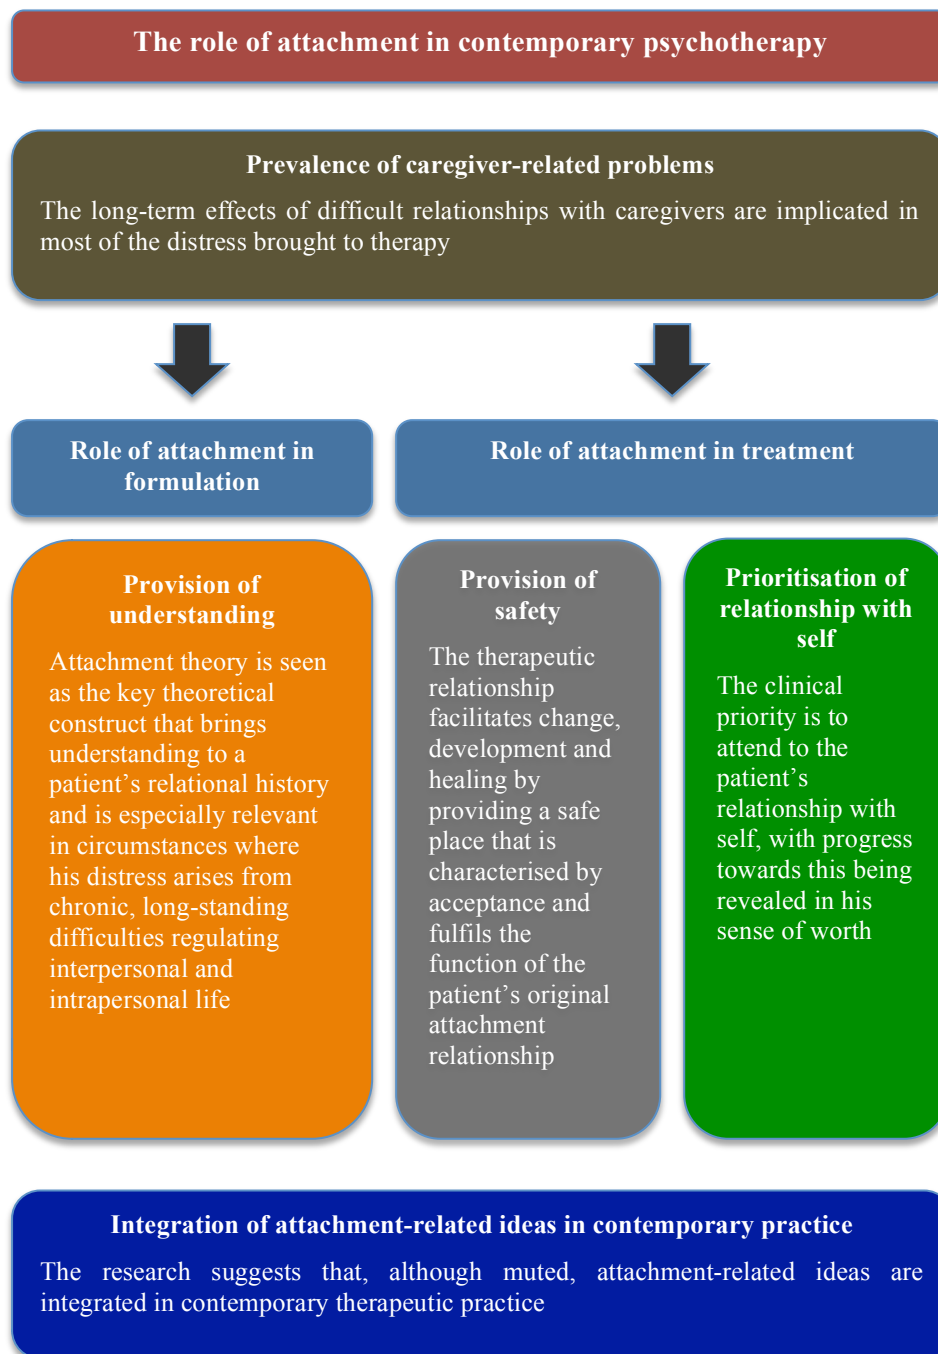 The role of attachment in contemporary psychotherapy
Prevalence of caregiver-related problems
The long-term effects of difficult relationships with caregivers are implicated in
most of the distress brought to therapy
Role of attachment in
formulation
Role of attachment in treatment
Provision of
understanding
Attachment theory is seen
as the key theoretical
construct that brings
understanding to a
patient’s relational history
and is especially relevant
in circumstances where
his distress arises from
chronic, long-standing
difficulties regulating
interpersonal and
intrapersonal life
Provision of
safety
The therapeutic
relationship
facilitates change,
development and
healing by
providing a safe
place that is
characterised by
acceptance and
fulfils the
function of the
patient’s original
attachment
relationship
Prioritisation of
relationship with
self
The clinical
priority is to
attend to the
patient’s
relationship with
self, with progress
towards this being
revealed in his
sense of worth
Integration of attachment-related ideas in contemporary practice
The research suggests that, although muted, attachment-related ideas are
integrated in contemporary therapeutic practice